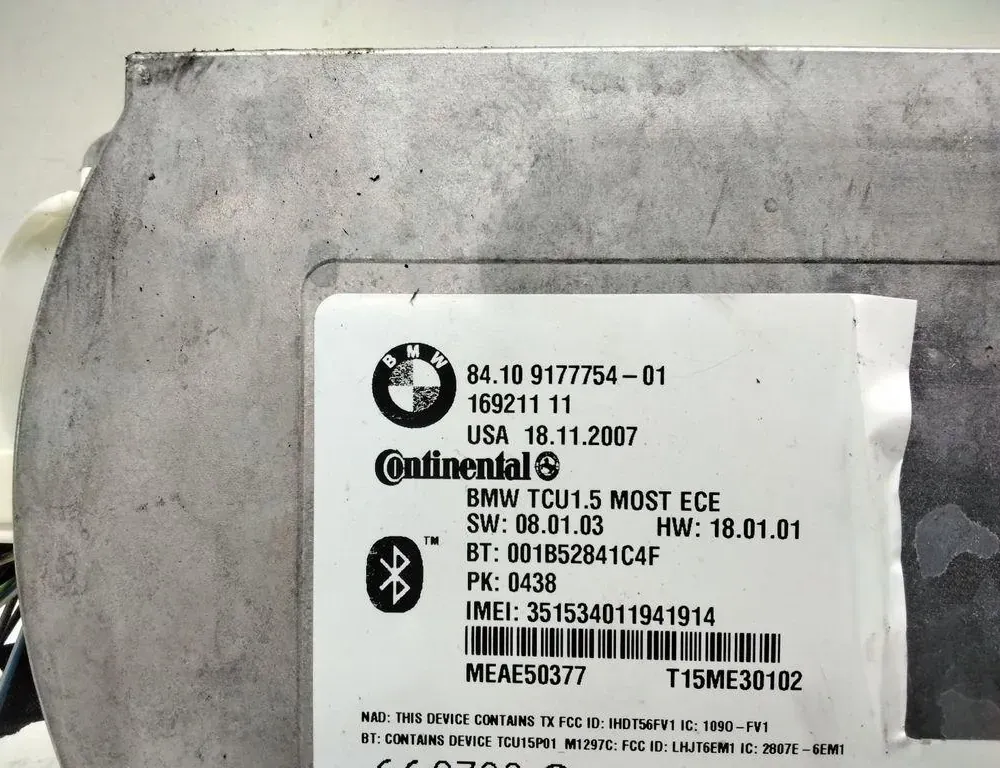 BMW
84.10 9177754-01
169211 11
USA 18.11.2007
Continental
BMW TCU1.5 MOST ECE
SW: 08.01.03 HW: 18.01.01
™
BT: 001B52841C4F
PK: 0438
IMEI: 351534011941914
MEAE50377 T15ME30102
NAD: THIS DEVICE CONTAINS TX FCC ID: IHDT56FV1 IC: 1090-FV1
BT: CONTAINS DEVICE TCU15P01_M1297C: FCC ID: LHJT6EM1 IC: 2807E-6EM1